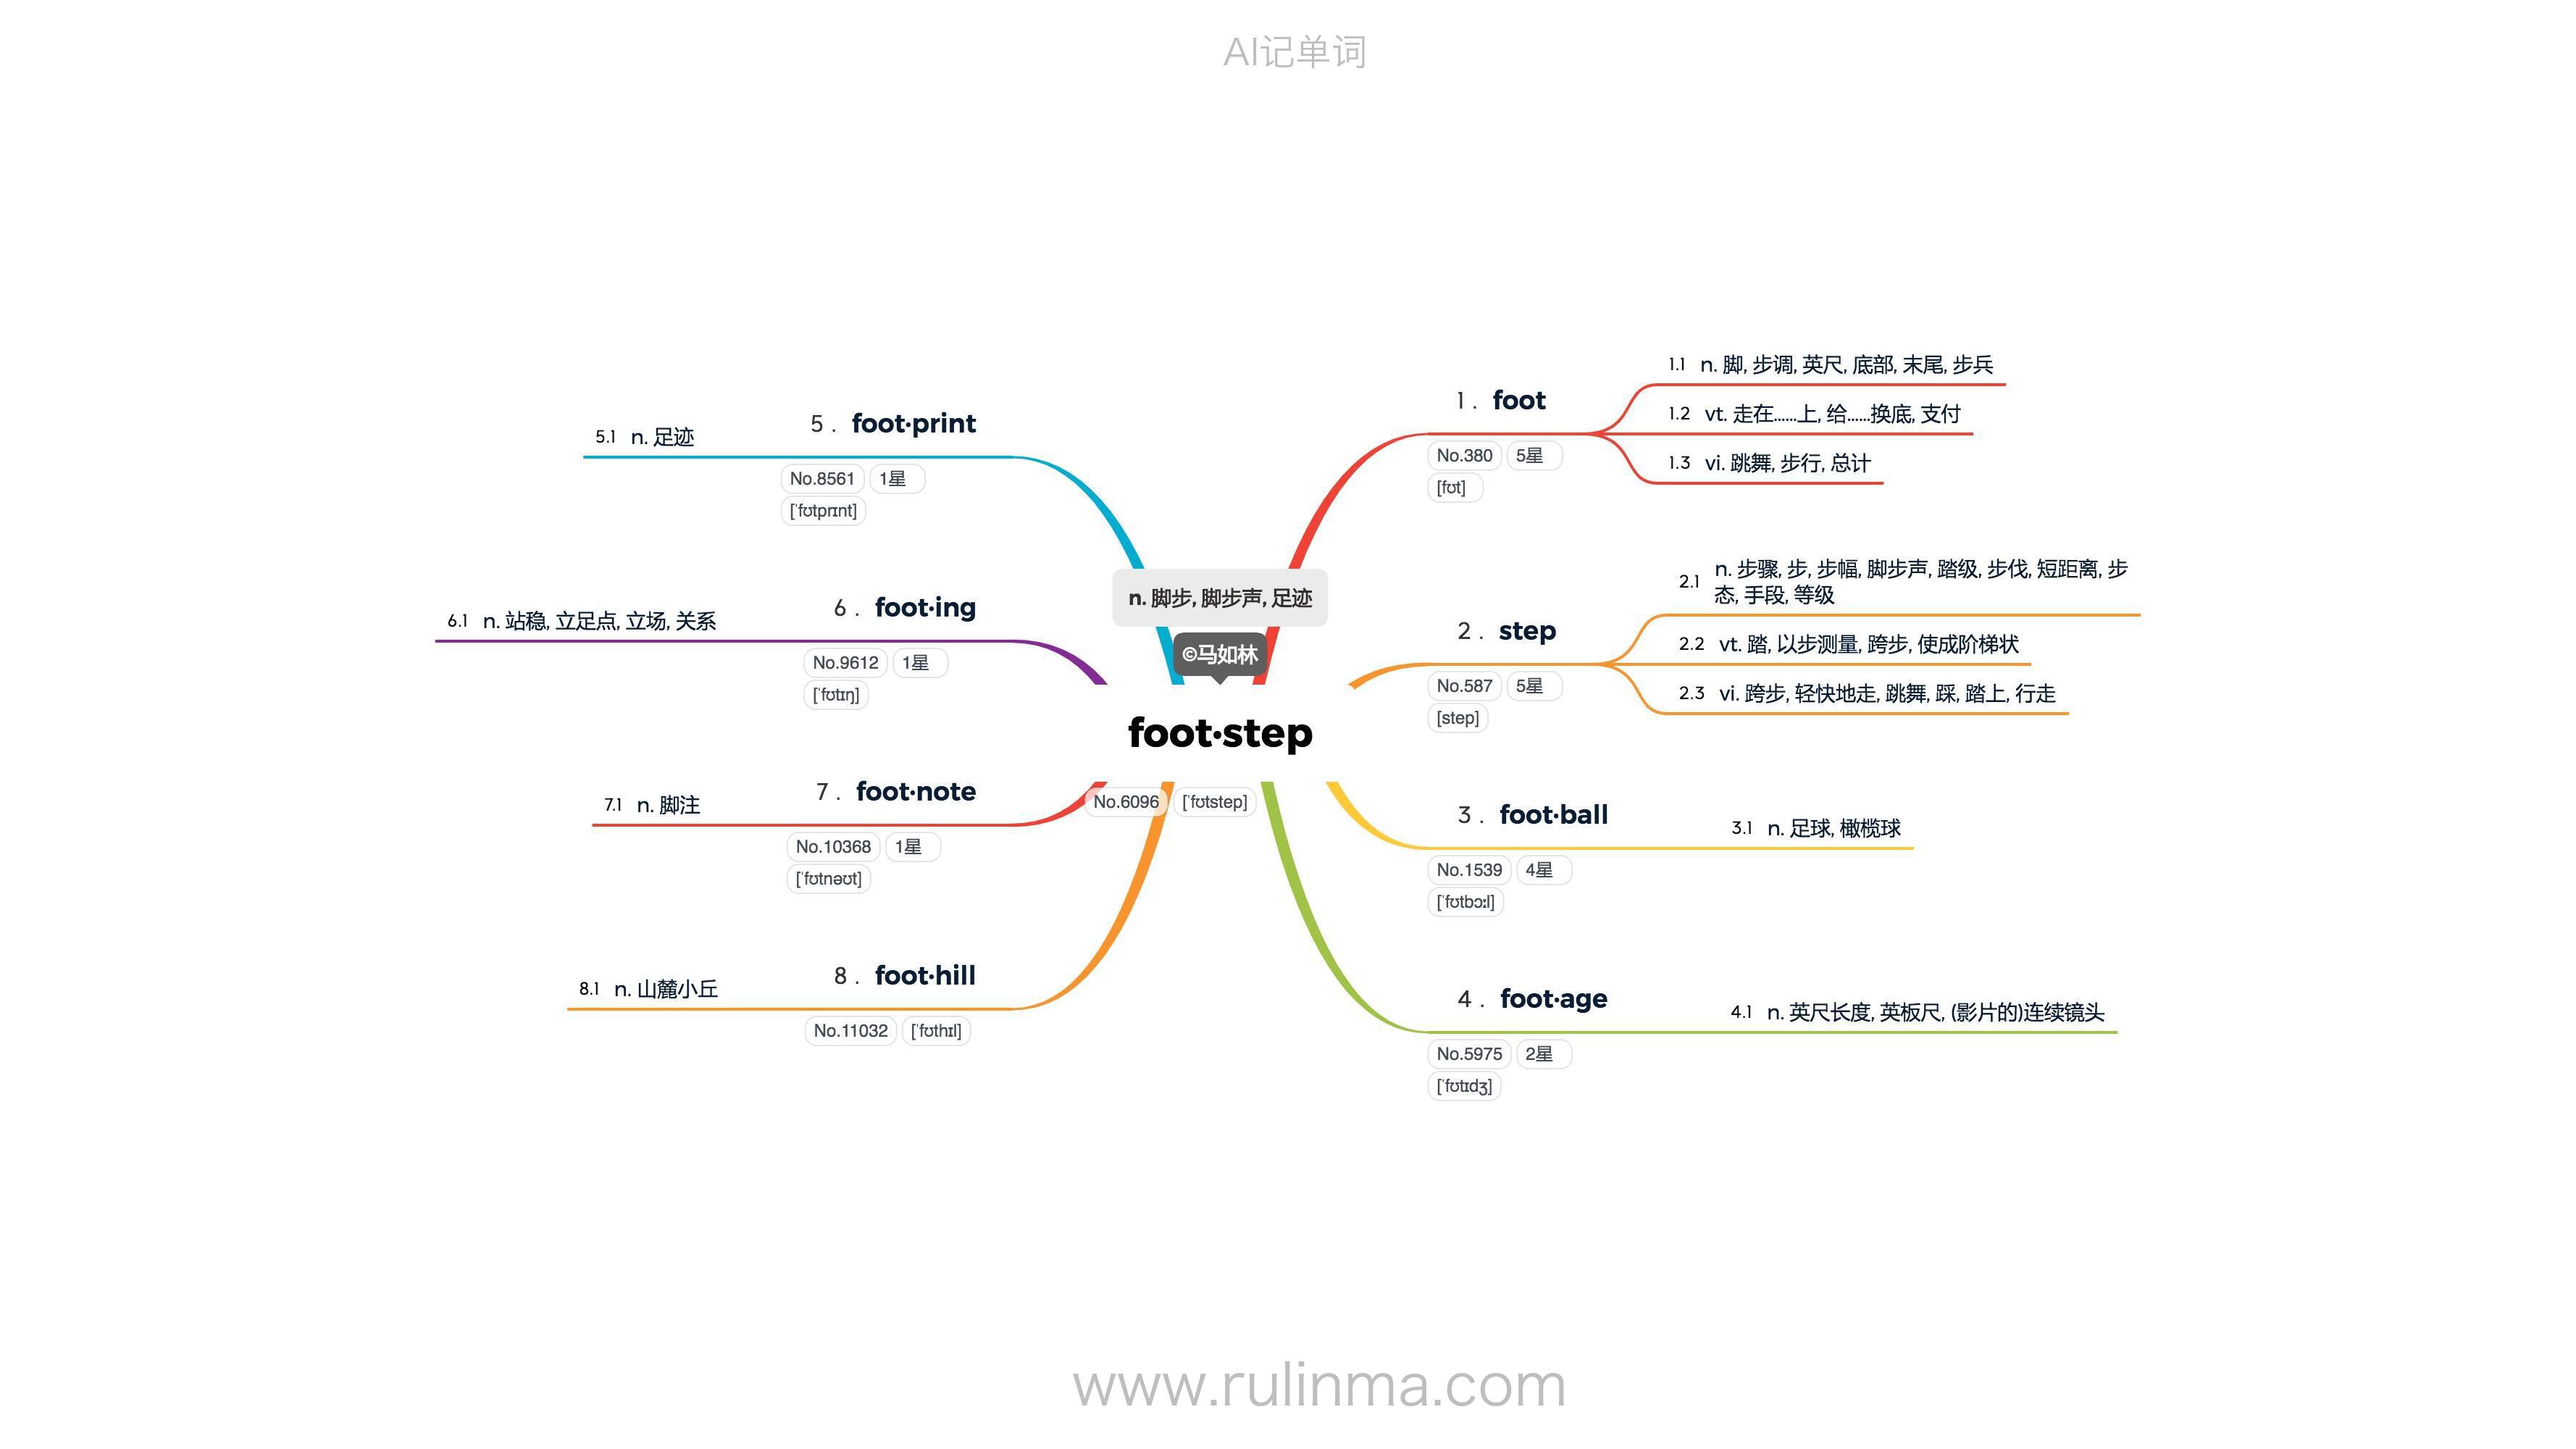 AI记单词
n. 脚步, 脚步声, 足迹
©马如林
foot·step
No.6096 ['fʊtstep]
1. foot
No.380 5星
[fʊt]
1.1 n. 脚, 步调, 英尺, 底部, 末尾, 步兵
1.2 vt. 走在......上, 给......换底, 支付
1.3 vi. 跳舞, 步行, 总计
2. step
No.587 5星
[step]
2.1 n. 步骤, 步, 步幅, 脚步声, 踏级, 步伐, 短距离, 步
态, 手段, 等级
2.2 vt. 踏, 以步测量, 跨步, 使成阶梯状
2.3 vi. 跨步, 轻快地走, 跳舞, 踩, 踏上, 行走
3. foot·ball
No.1539 4星
['fʊtbɔːl]
3.1 n. 足球, 橄榄球
4. foot·age
No.5975 2星
['fʊtɪdʒ]
4.1 n. 英尺长度, 英板尺, (影片的)连续镜头
5. foot·print
No.8561 1星
['fʊtprɪnt]
5.1 n. 足迹
6. foot·ing
No.9612 1星
['fʊtɪŋ]
6.1 n. 站稳, 立足点, 立场, 关系
7. foot·note
No.10368 1星
['fʊtnəʊt]
7.1 n. 脚注
8. foot·hill
No.11032 ['fʊthɪl]
8.1 n. 山麓小丘
www.rulinma.com